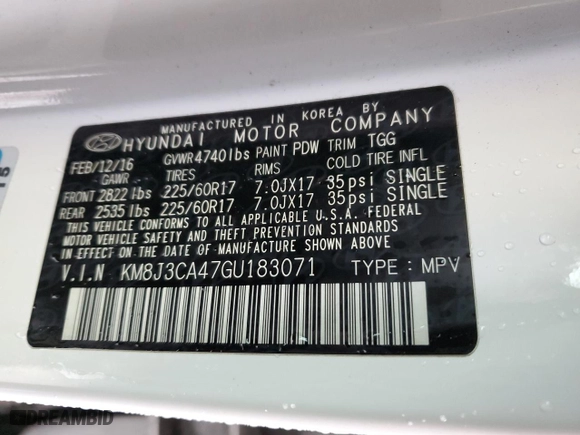 MANUFACTURED IN KOREA BY
HYUNDAI MOTOR COMPANY
FEB/12/16 GVWR4740lbs PAINT PDW TRIM TGG
GAWR TIRES RIMS COLD TIRE INFL
FRONT 2822 lbs 225/60R17 7.0JX17 35psi SINGLE
REAR 2535lbs 225/60R17 7.0JX17 35psi SINGLE
THIS VEHICLE CONFORMS TO ALL APPLICABLE U.S.A. FEDERAL
MOTOR VEHICLE SAFETY AND THEFT PREVENTION STANDARDS
IN EFFECT ON THE DATE OF MANUFACTURE SHOWN ABOVE.
V.I.N KM8J3CA47GU183071 TYPE : MPV
DREAMBID